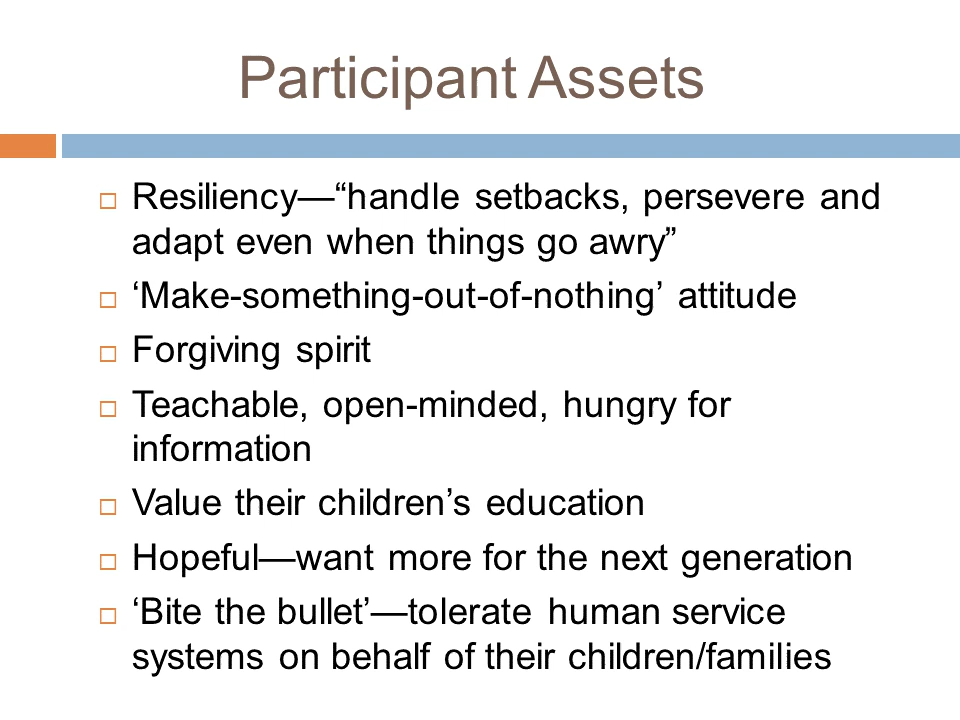 Participant Assets
Resiliency—“handle setbacks, persevere and
adapt even when things go awry”
‘Make-something-out-of-nothing’ attitude
Forgiving spirit
Teachable, open-minded, hungry for
information
Value their children’s education
Hopeful—want more for the next generation
‘Bite the bullet’—tolerate human service
systems on behalf of their children/families